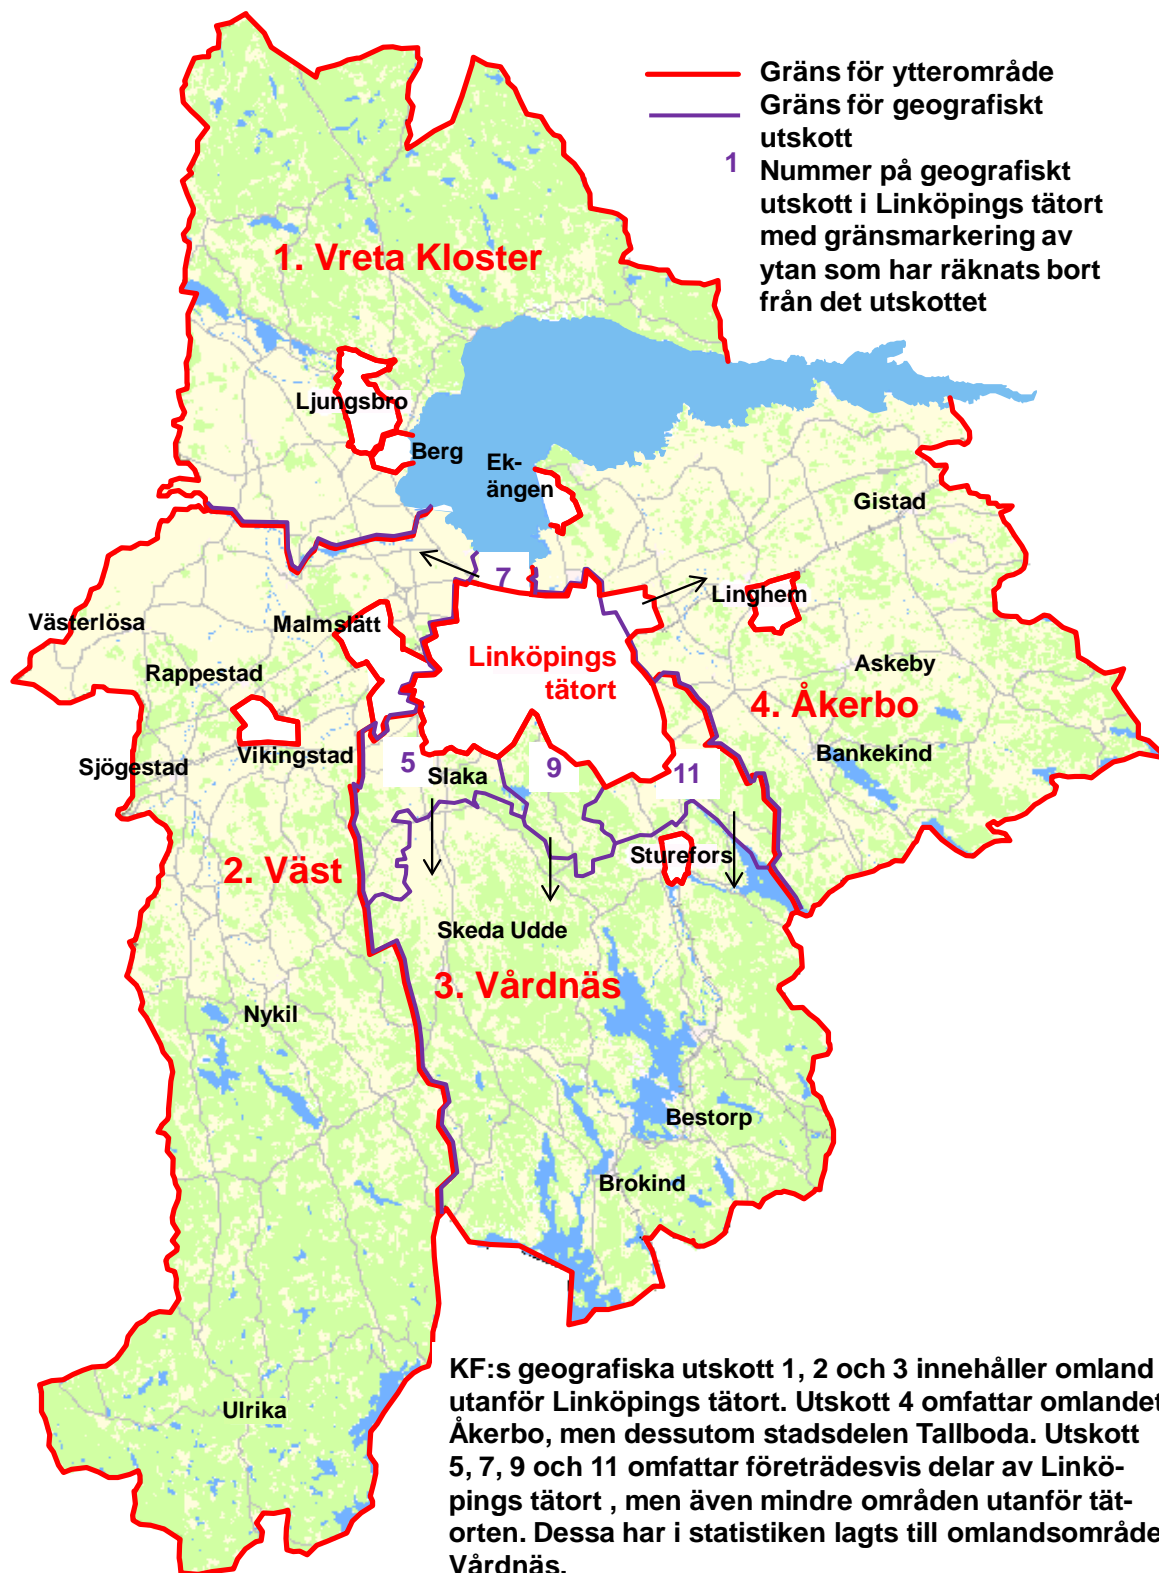 Gräns för ytterområde
Gräns för geografiskt
utskott
1 Nummer på geografiskt
utskott i Linköpings tätort
med gränsmarkering av
ytan som har räknats bort
från det utskottet
1. Vreta Kloster
Ljungsbro
Berg
Ek-
ängen
Gistad
7
Linghem
Västerlösa
Malmslätt
Rappestad
Linköpings
tätort
Askeby
4. Åkerbo
Sjögestad
Vikingstad
5
Slaka
9
11
Bankekind
2. Väst
Sturefors
Skeda Udde
3. Vårdnäs
Nykil
Bestorp
Brokind
Ulrika
KF:s geografiska utskott 1, 2 och 3 innehåller omland
utanför Linköpings tätort. Utskott 4 omfattar omlandet
Åkerbo, men dessutom stadsdelen Tallboda. Utskott
5, 7, 9 och 11 omfattar företrädesvis delar av Linkö-
pings tätort , men även mindre områden utanför tät-
orten. Dessa har i statistiken lagts till omlandsområde
Vårdnäs.